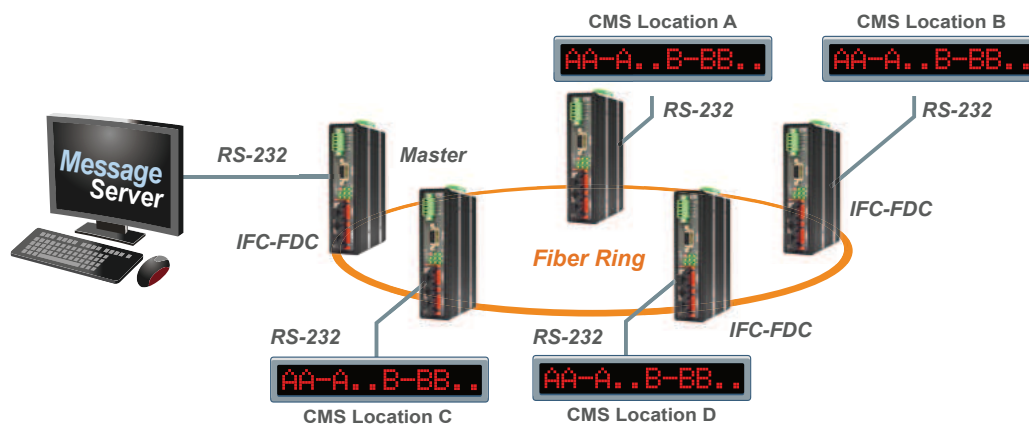 CMS Location A
CMS Location B
AA-A..B-BB..
AA-A..B-BB..
RS-232
RS-232
RS-232
Master
Message
Server
IFC-FDC
IFC-FDC
Fiber Ring
RS-232
RS-232
IFC-FDC
AA-A..B-BB..
AA-A..B-BB..
CMS Location C
CMS Location D